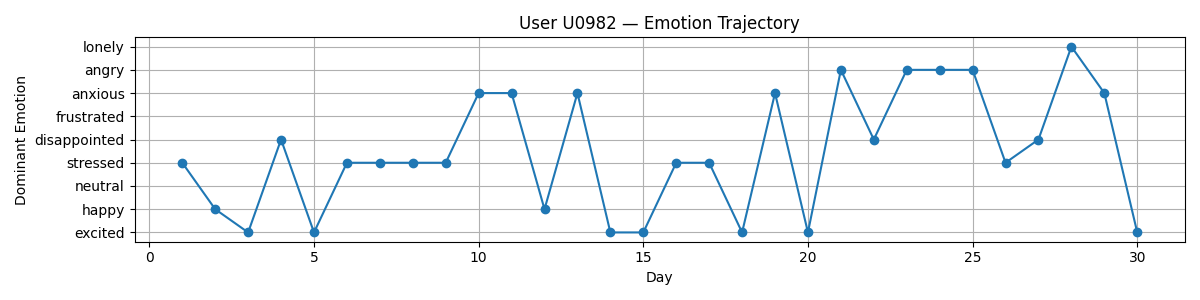 User U0982 — Emotion Trajectory
Dominant Emotion
lonely
angry
anxious
frustrated
disappointed
stressed
neutral
happy
excited
0 5 10 15 20 25 30
Day